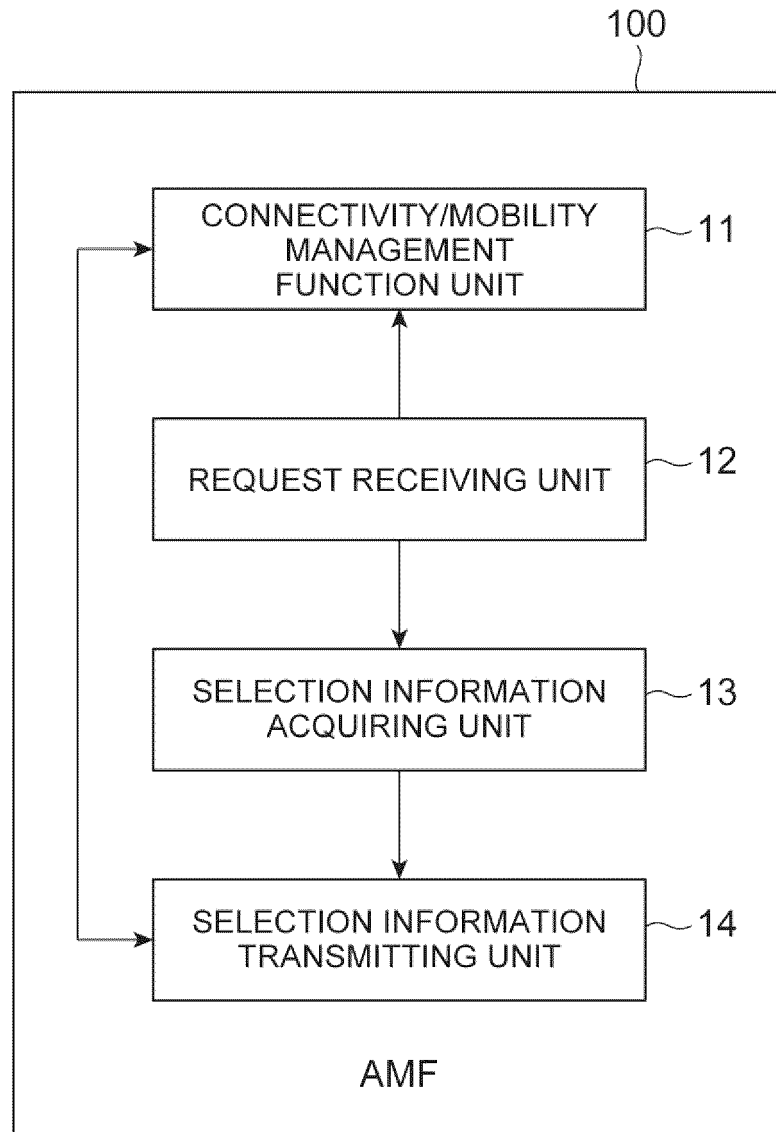 100
CONNECTIVITY/MOBILITY
MANAGEMENT
FUNCTION UNIT
11
REQUEST RECEIVING UNIT
12
SELECTION INFORMATION
ACQUIRING UNIT
13
SELECTION INFORMATION
TRANSMITTING UNIT
14
AMF